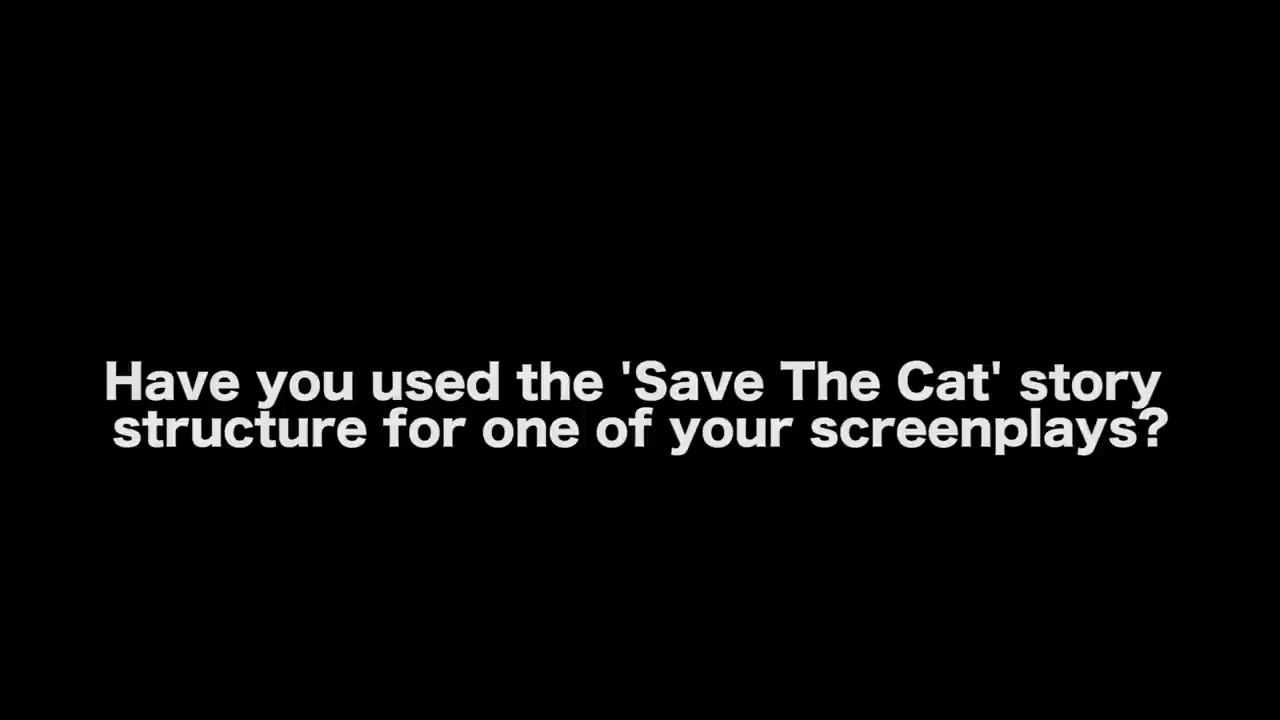 Have you used the 'Save The Cat' story
structure for one of your screenplays?